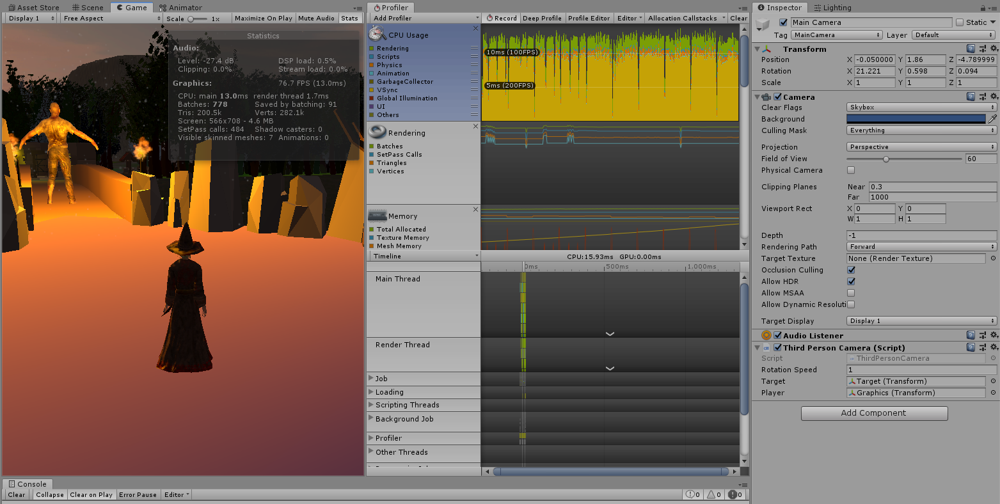 Asset Store Scene Game Animator
Display 1 Free Aspect Scale 1x Maximize On Play Mute Audio Stats
Statistics
Audio:
Level: -27.4 dB DSP load: 0.5%
Clipping: 0.0% Stream load: 0.0%
Graphics: 76.7 FPS (13.0ms)
CPU: main 13.0ms render thread 1.7ms
Batches: 778 Saved by batching: 91
Tris: 200.5k Verts: 282.1k
Screen: 566x708 - 4.6 MB
SetPass calls: 484 Shadow casters: 0
Visible skinned meshes: 7 Animations: 0
Profiler
Add Profiler Record Deep Profile Profile Editor Editor Allocation Callstacks Clear
CPU Usage
Rendering
Scripts
Physics
Animation
GarbageCollector
VSync
Global Illumination
UI
Others
10ms (100FPS)
5ms (200FPS)
Rendering
Batches
SetPass Calls
Triangles
Vertices
Memory
Total Allocated
Texture Memory
Mesh Memory
Timeline CPU:15.93ms GPU:0.00ms
0ms 500ms 1.000ms
Main Thread
Render Thread
Job
Loading
Scripting Threads
Background Job
Profiler
Other Threads
Inspector Lighting
Main Camera Static
Tag MainCamera Layer Default
Transform
Position X -0.050000 Y 1.86 Z -4.789999
Rotation X 21.221 Y 0.598 Z 0.094
Scale X 1 Y 1 Z 1
Camera
Clear Flags Skybox
Background
Culling Mask Everything
Projection Perspective
Field of View 60
Physical Camera
Clipping Planes Near 0.3
Far 1000
Viewport Rect X 0 Y 0
W 1 H 1
Depth -1
Rendering Path Forward
Target Texture None (Render Texture)
Occlusion Culling
Allow HDR
Allow MSAA
Allow Dynamic Resoluti
Target Display Display 1
Audio Listener
Third Person Camera (Script)
Script ThirdPersonCamera
Rotation Speed 1
Target Target (Transform)
Player Graphics (Transform)
Add Component
Console
Clear Collapse Clear on Play Error Pause Editor 0 0 0